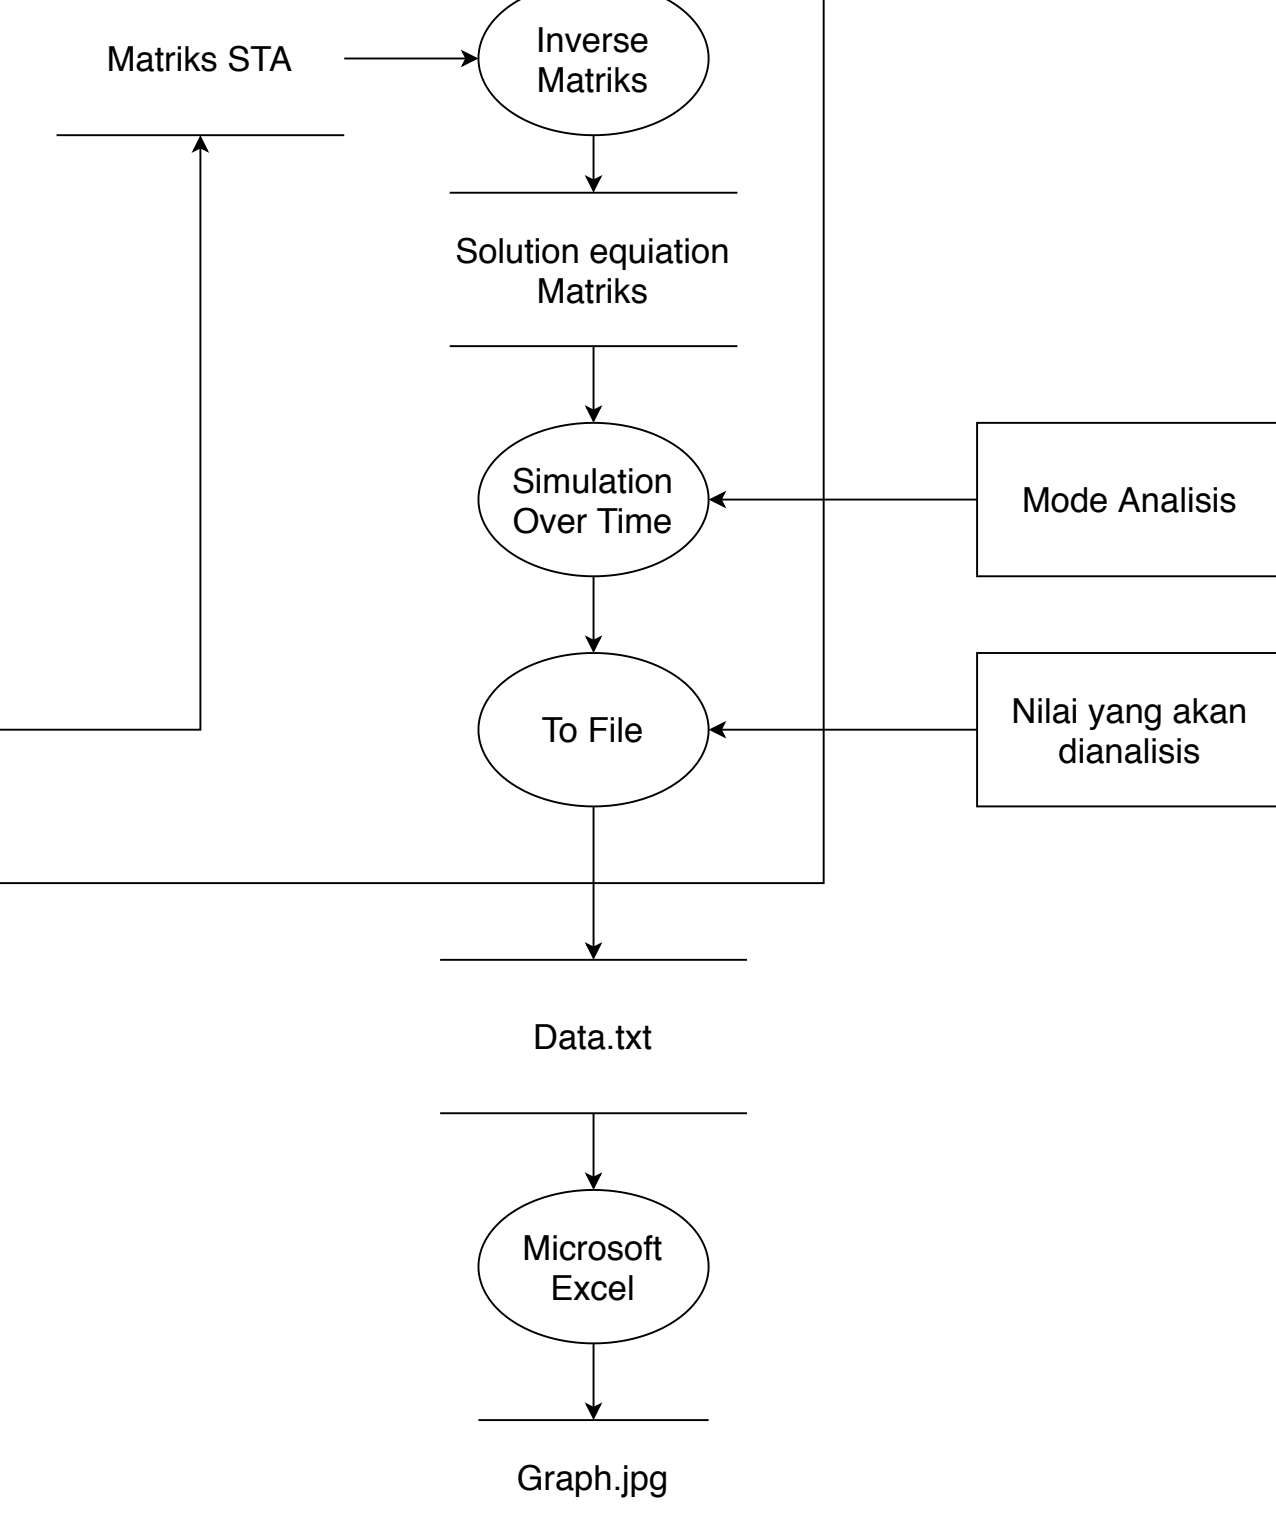 Matriks STA
Inverse
Matriks
Solution equiation
Matriks
Simulation
Over Time
Mode Analisis
To File
Nilai yang akan
dianalisis
Data.txt
Microsoft
Excel
Graph.jpg